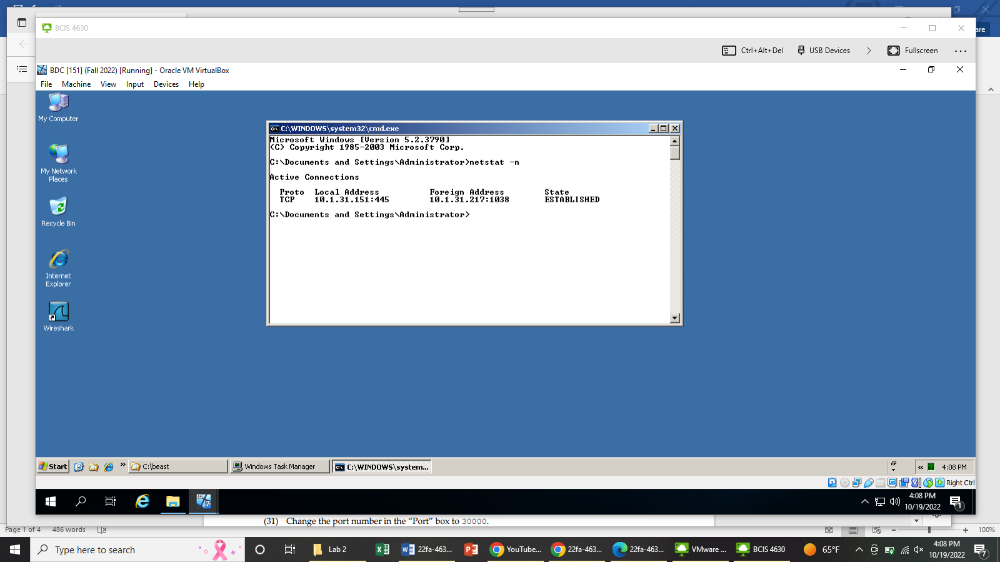 BCIS 4630
are
Ctrl+Alt+Del USB Devices Fullscreen
BDC [151] (Fall 2022) [Running] - Oracle VM VirtualBox
File Machine View Input Devices Help
My Computer
My Network
Places
Recycle Bin
Internet
Explorer
Wireshark
C:\WINDOWS\system32\cmd.exe
Microsoft Windows [Version 5.2.3790]
(C) Copyright 1985-2003 Microsoft Corp.
C:\Documents and Settings\Administrator>netstat -n
Active Connections
Proto Local Address Foreign Address State
TCP 10.1.31.151:445 10.1.31.217:1038 ESTABLISHED
C:\Documents and Settings\Administrator>
Start » C:\beast Windows Task Manager C:\WINDOWS\system... « 4:08 PM
Right Ctrl
4:08 PM
10/19/2022
1
(31) Change the port number in the “Port” box to 30000.
Page 1 of 4 486 words 100%
Type here to search Lab 2 22fa-463... YouTube... 22fa-463... 22fa-463... VMware ... BCIS 4630 65°F
4:08 PM
10/19/2022
7